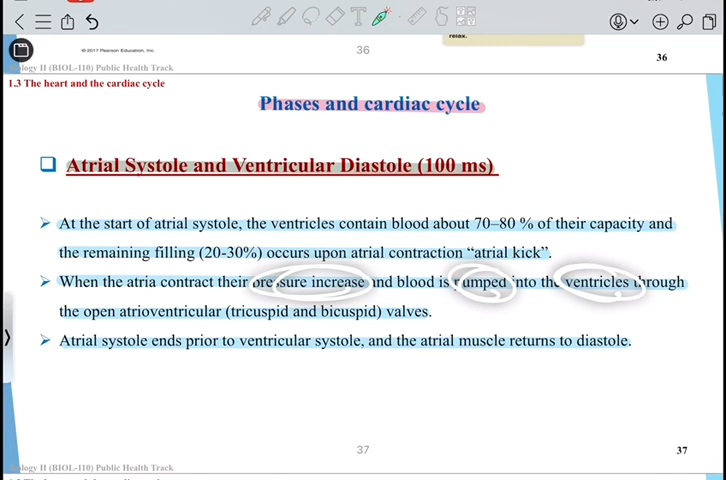 relax.
© 2017 Pearson Education, Inc.
36
36
ology II (BIOL-110) Public Health Track
1.3 The heart and the cardiac cycle
Phases and cardiac cycle
Atrial Systole and Ventricular Diastole (100 ms)
At the start of atrial systole, the ventricles contain blood about 70–80 % of their capacity and
the remaining filling (20-30%) occurs upon atrial contraction “atrial kick”.
When the atria contract their pressure increase and blood is pumped into the ventricles through
the open atrioventricular (tricuspid and bicuspid) valves.
Atrial systole ends prior to ventricular systole, and the atrial muscle returns to diastole.
37
37
ology II (BIOL-110) Public Health Track